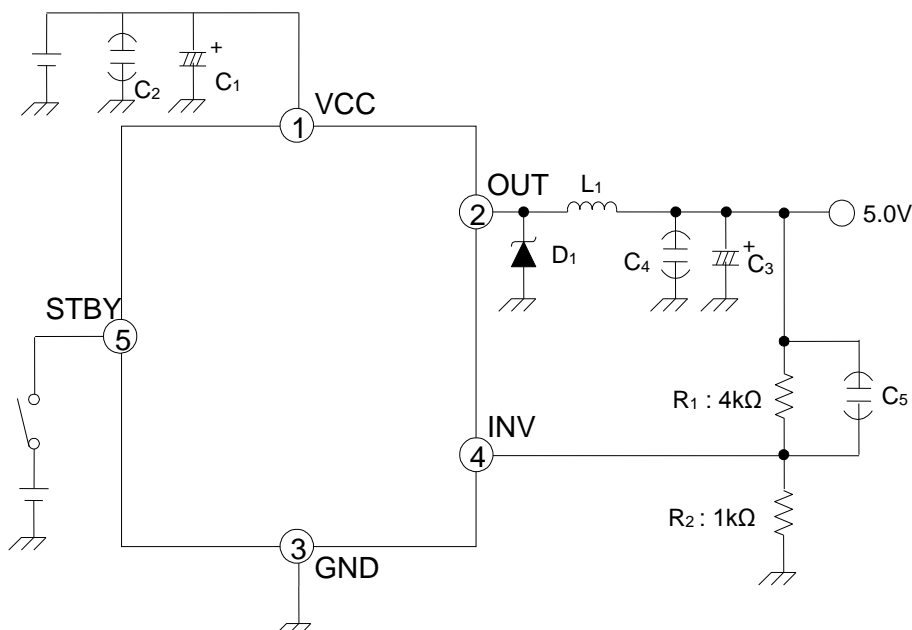 VCC
1
C2
+
C1
OUT
2
L1
5.0V
D1
C4
+
C3
STBY
5
R1 : 4kΩ
C5
INV
4
R2 : 1kΩ
3
GND